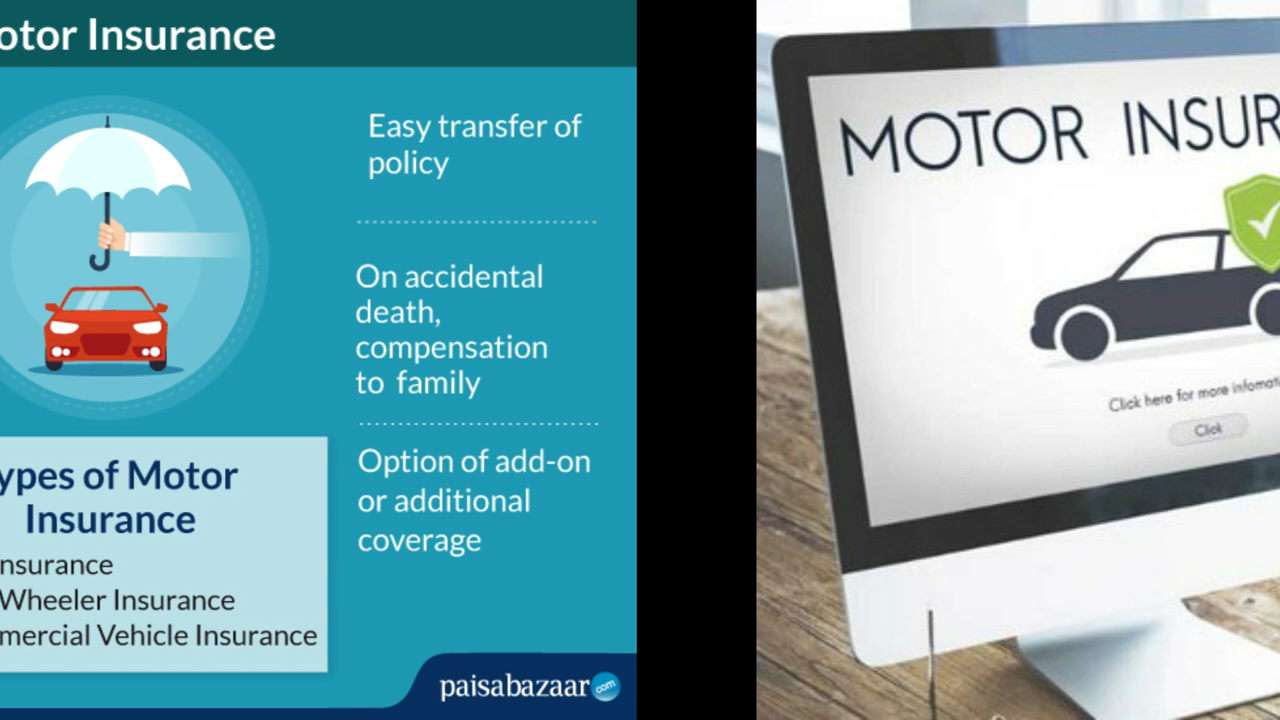 otor Insurance
Easy transfer of
policy
On accidental
death,
compensation
to family
Option of add-on
or additional
coverage
ypes of Motor
Insurance
nsurance
Wheeler Insurance
mercial Vehicle Insurance
paisabazaar.com
MOTOR INSUR
Click here for more infomati
Click